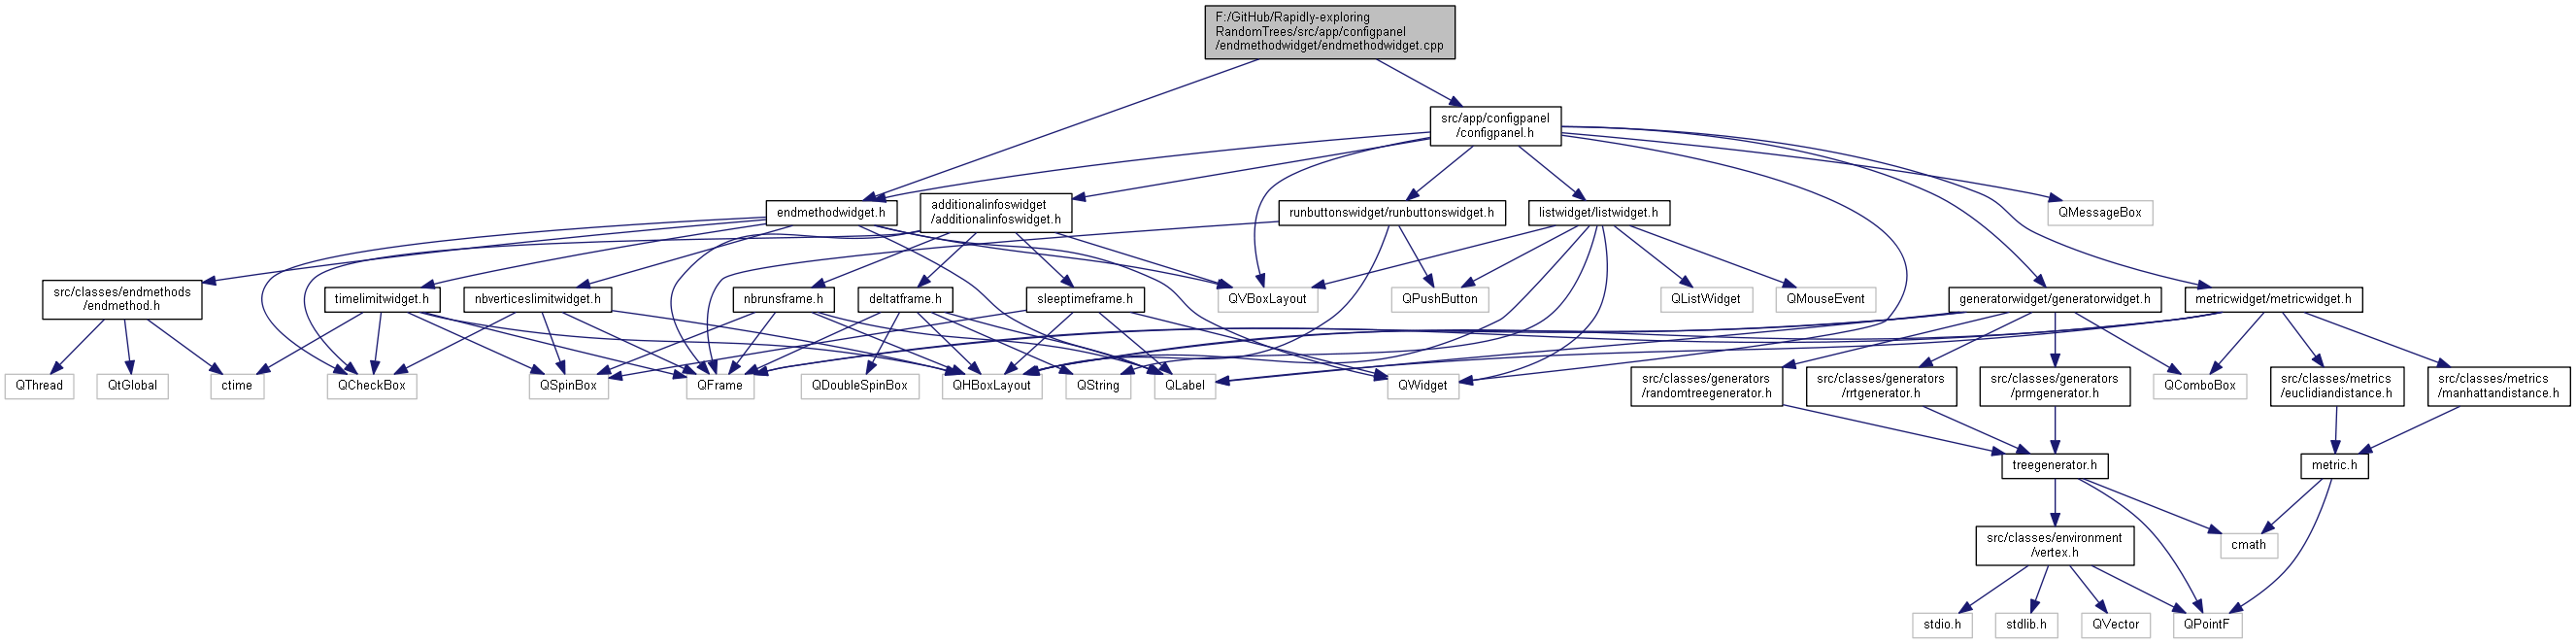 F:/GitHub/Rapidly-exploring
RandomTrees/src/app/configpanel
/endmethodwidget/endmethodwidget.cpp
src/app/configpanel
/configpanel.h
endmethodwidget.h
additionalinfoswidget
/additionalinfoswidget.h
runbuttonswidget/runbuttonswidget.h
listwidget/listwidget.h
QMessageBox
src/classes/endmethods
/endmethod.h
timelimitwidget.h
nbverticeslimitwidget.h
nbrunsframe.h
deltatframe.h
sleeptimeframe.h
QVBoxLayout
QPushButton
QListWidget
QMouseEvent
generatorwidget/generatorwidget.h
metricwidget/metricwidget.h
QThread
QtGlobal
ctime
QCheckBox
QSpinBox
QFrame
QDoubleSpinBox
QHBoxLayout
QString
QLabel
QWidget
src/classes/generators
/randomtreegenerator.h
src/classes/generators
/rrtgenerator.h
src/classes/generators
/prmgenerator.h
QComboBox
src/classes/metrics
/euclidiandistance.h
src/classes/metrics
/manhattandistance.h
treegenerator.h
metric.h
src/classes/environment
/vertex.h
cmath
stdio.h
stdlib.h
QVector
QPointF